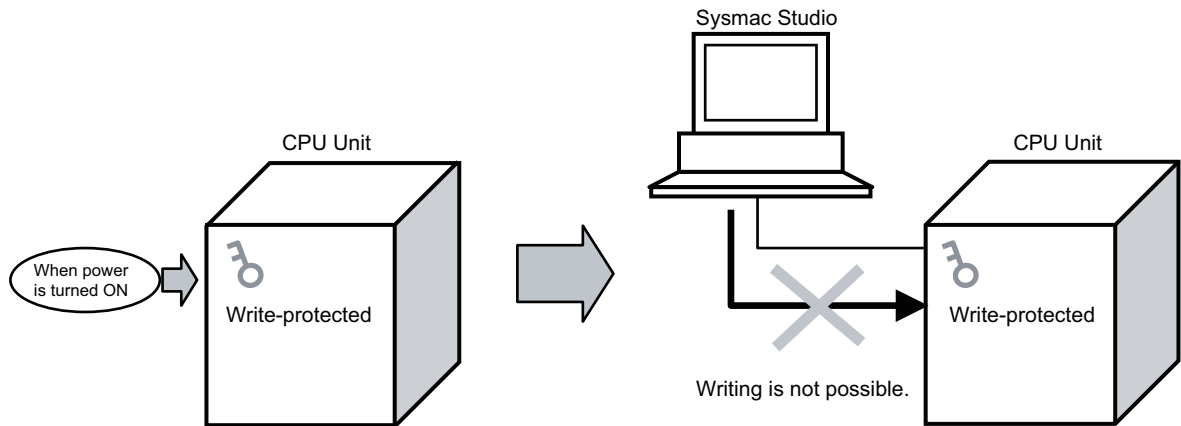 Sysmac Studio
CPU Unit
CPU Unit
When power
is turned ON
Write-protected
Write-protected
Writing is not possible.